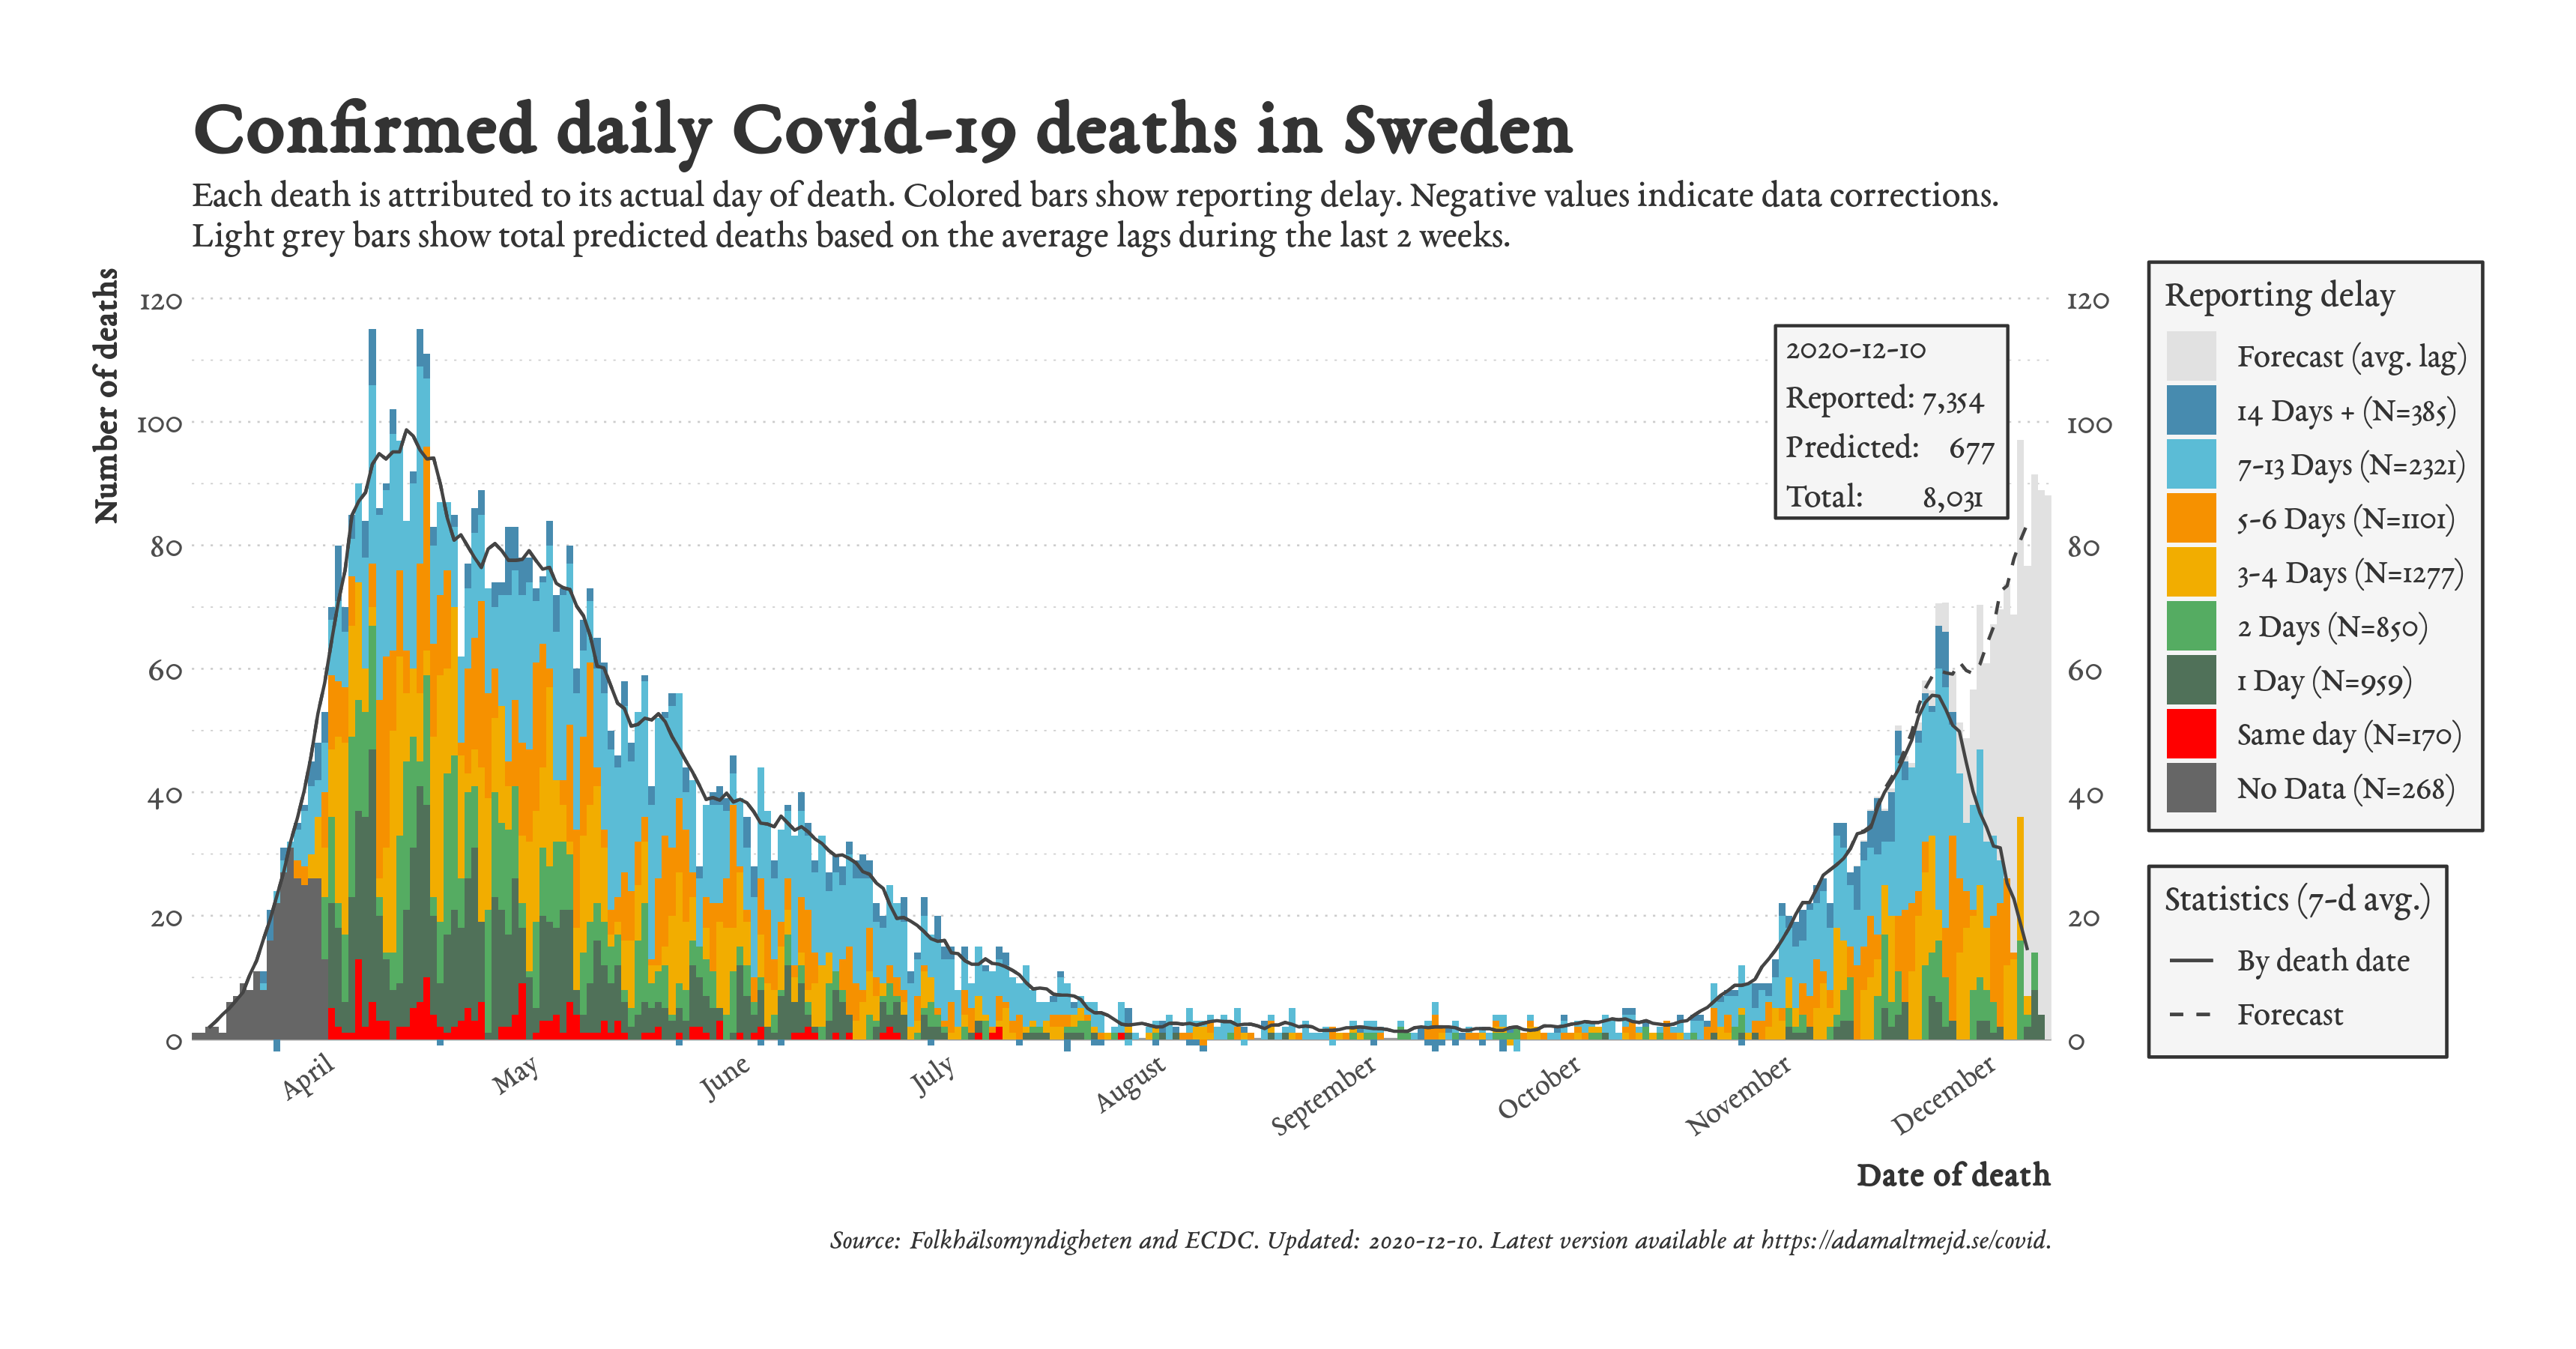 Confirmed daily Covid-19 deaths in Sweden
Each death is attributed to its actual day of death. Colored bars show reporting delay. Negative values indicate data corrections.
Light grey bars show total predicted deaths based on the average lags during the last 2 weeks.
Number of deaths
120
100
80
60
40
20
0
2020-12-10
Reported: 7,354
Predicted: 677
Total: 8,031
120
100
80
60
40
20
0
April
May
June
July
August
September
October
November
December
Date of death
Reporting delay
Forecast (avg. lag)
14 Days + (N=385)
7-13 Days (N=2321)
5-6 Days (N=1101)
3-4 Days (N=1277)
2 Days (N=850)
1 Day (N=959)
Same day (N=170)
No Data (N=268)
Statistics (7-d avg.)
By death date
Forecast
Source: Folkhälsomyndigheten and ECDC. Updated: 2020-12-10. Latest version available at https://adamaltmejd.se/covid.